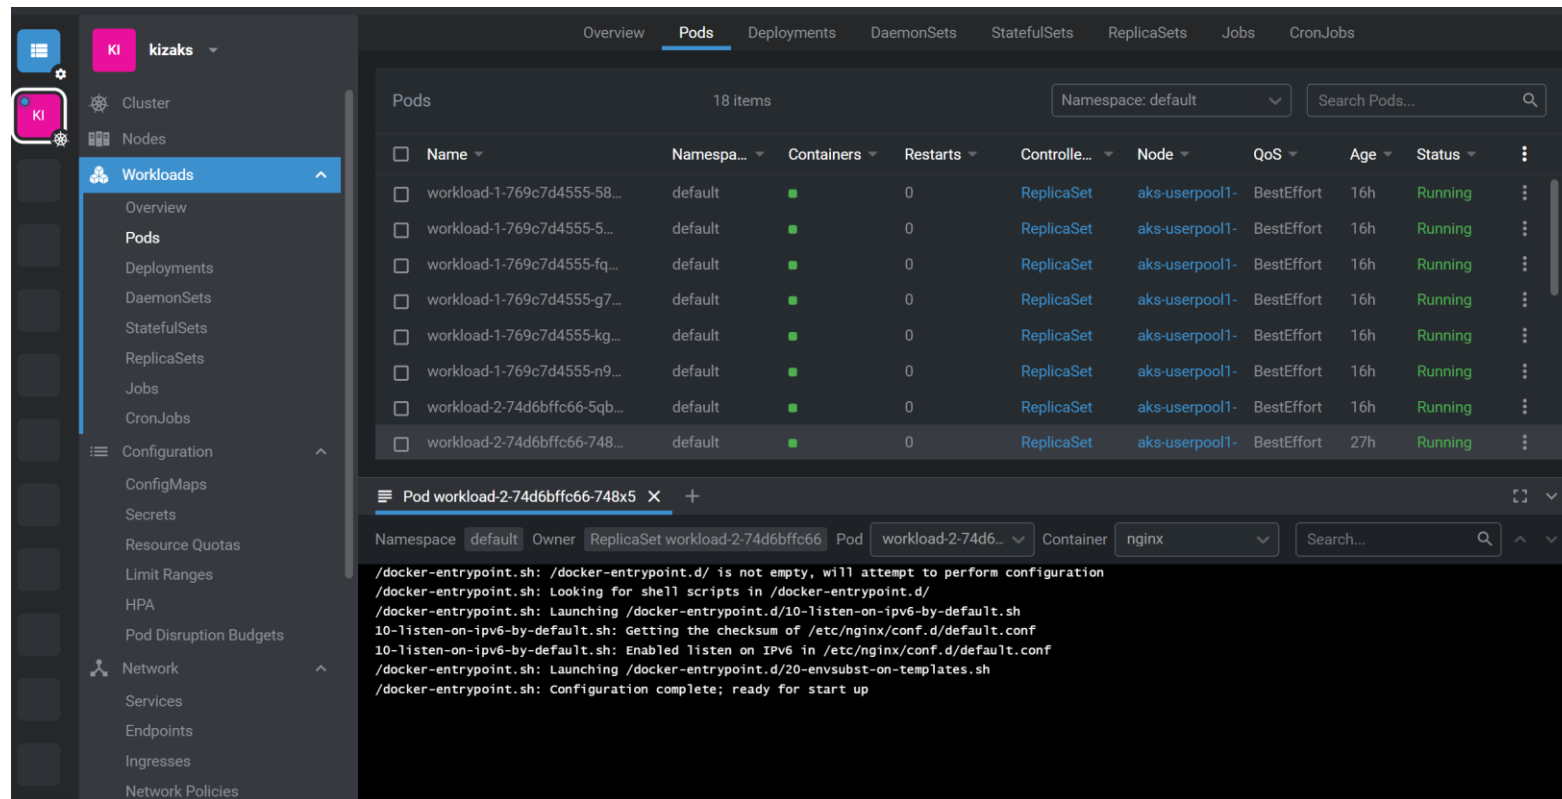 KI kizaks
KI
Cluster
Nodes
Workloads
Overview
Pods
Deployments
DaemonSets
StatefulSets
ReplicaSets
Jobs
CronJobs
Configuration
ConfigMaps
Secrets
Resource Quotas
Limit Ranges
HPA
Pod Disruption Budgets
Network
Services
Endpoints
Ingresses
Network Policies
Overview Pods Deployments DaemonSets StatefulSets ReplicaSets Jobs CronJobs
Pods 18 items Namespace: default Search Pods...
Name Namespa... Containers Restarts Controlle... Node QoS Age Status
workload-1-769c7d4555-58... default 0 ReplicaSet aks-userpool1- BestEffort 16h Running
workload-1-769c7d4555-5... default 0 ReplicaSet aks-userpool1- BestEffort 16h Running
workload-1-769c7d4555-fq... default 0 ReplicaSet aks-userpool1- BestEffort 16h Running
workload-1-769c7d4555-g7... default 0 ReplicaSet aks-userpool1- BestEffort 16h Running
workload-1-769c7d4555-kg... default 0 ReplicaSet aks-userpool1- BestEffort 16h Running
workload-1-769c7d4555-n9... default 0 ReplicaSet aks-userpool1- BestEffort 16h Running
workload-2-74d6bffc66-5qb... default 0 ReplicaSet aks-userpool1- BestEffort 16h Running
workload-2-74d6bffc66-748... default 0 ReplicaSet aks-userpool1- BestEffort 27h Running
Pod workload-2-74d6bffc66-748x5
Namespace default Owner ReplicaSet workload-2-74d6bffc66 Pod workload-2-74d6... Container nginx Search...
/docker-entrypoint.sh: /docker-entrypoint.d/ is not empty, will attempt to perform configuration
/docker-entrypoint.sh: Looking for shell scripts in /docker-entrypoint.d/
/docker-entrypoint.sh: Launching /docker-entrypoint.d/10-listen-on-ipv6-by-default.sh
10-listen-on-ipv6-by-default.sh: Getting the checksum of /etc/nginx/conf.d/default.conf
10-listen-on-ipv6-by-default.sh: Enabled listen on IPv6 in /etc/nginx/conf.d/default.conf
/docker-entrypoint.sh: Launching /docker-entrypoint.d/20-envsubst-on-templates.sh
/docker-entrypoint.sh: Configuration complete; ready for start up